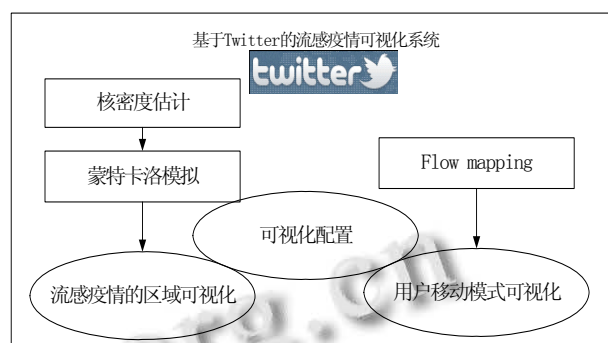 基于Twitter的流感疫情可视化系统
twitter
核密度估计
蒙特卡洛模拟
Flow mapping
可视化配置
流感疫情的区域可视化
用户移动模式可视化
rg.cn